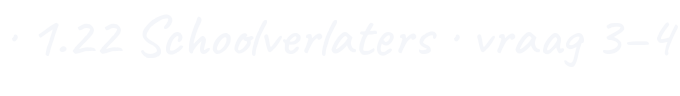 · 1.22 Schoolverlaters · vraag 3–4